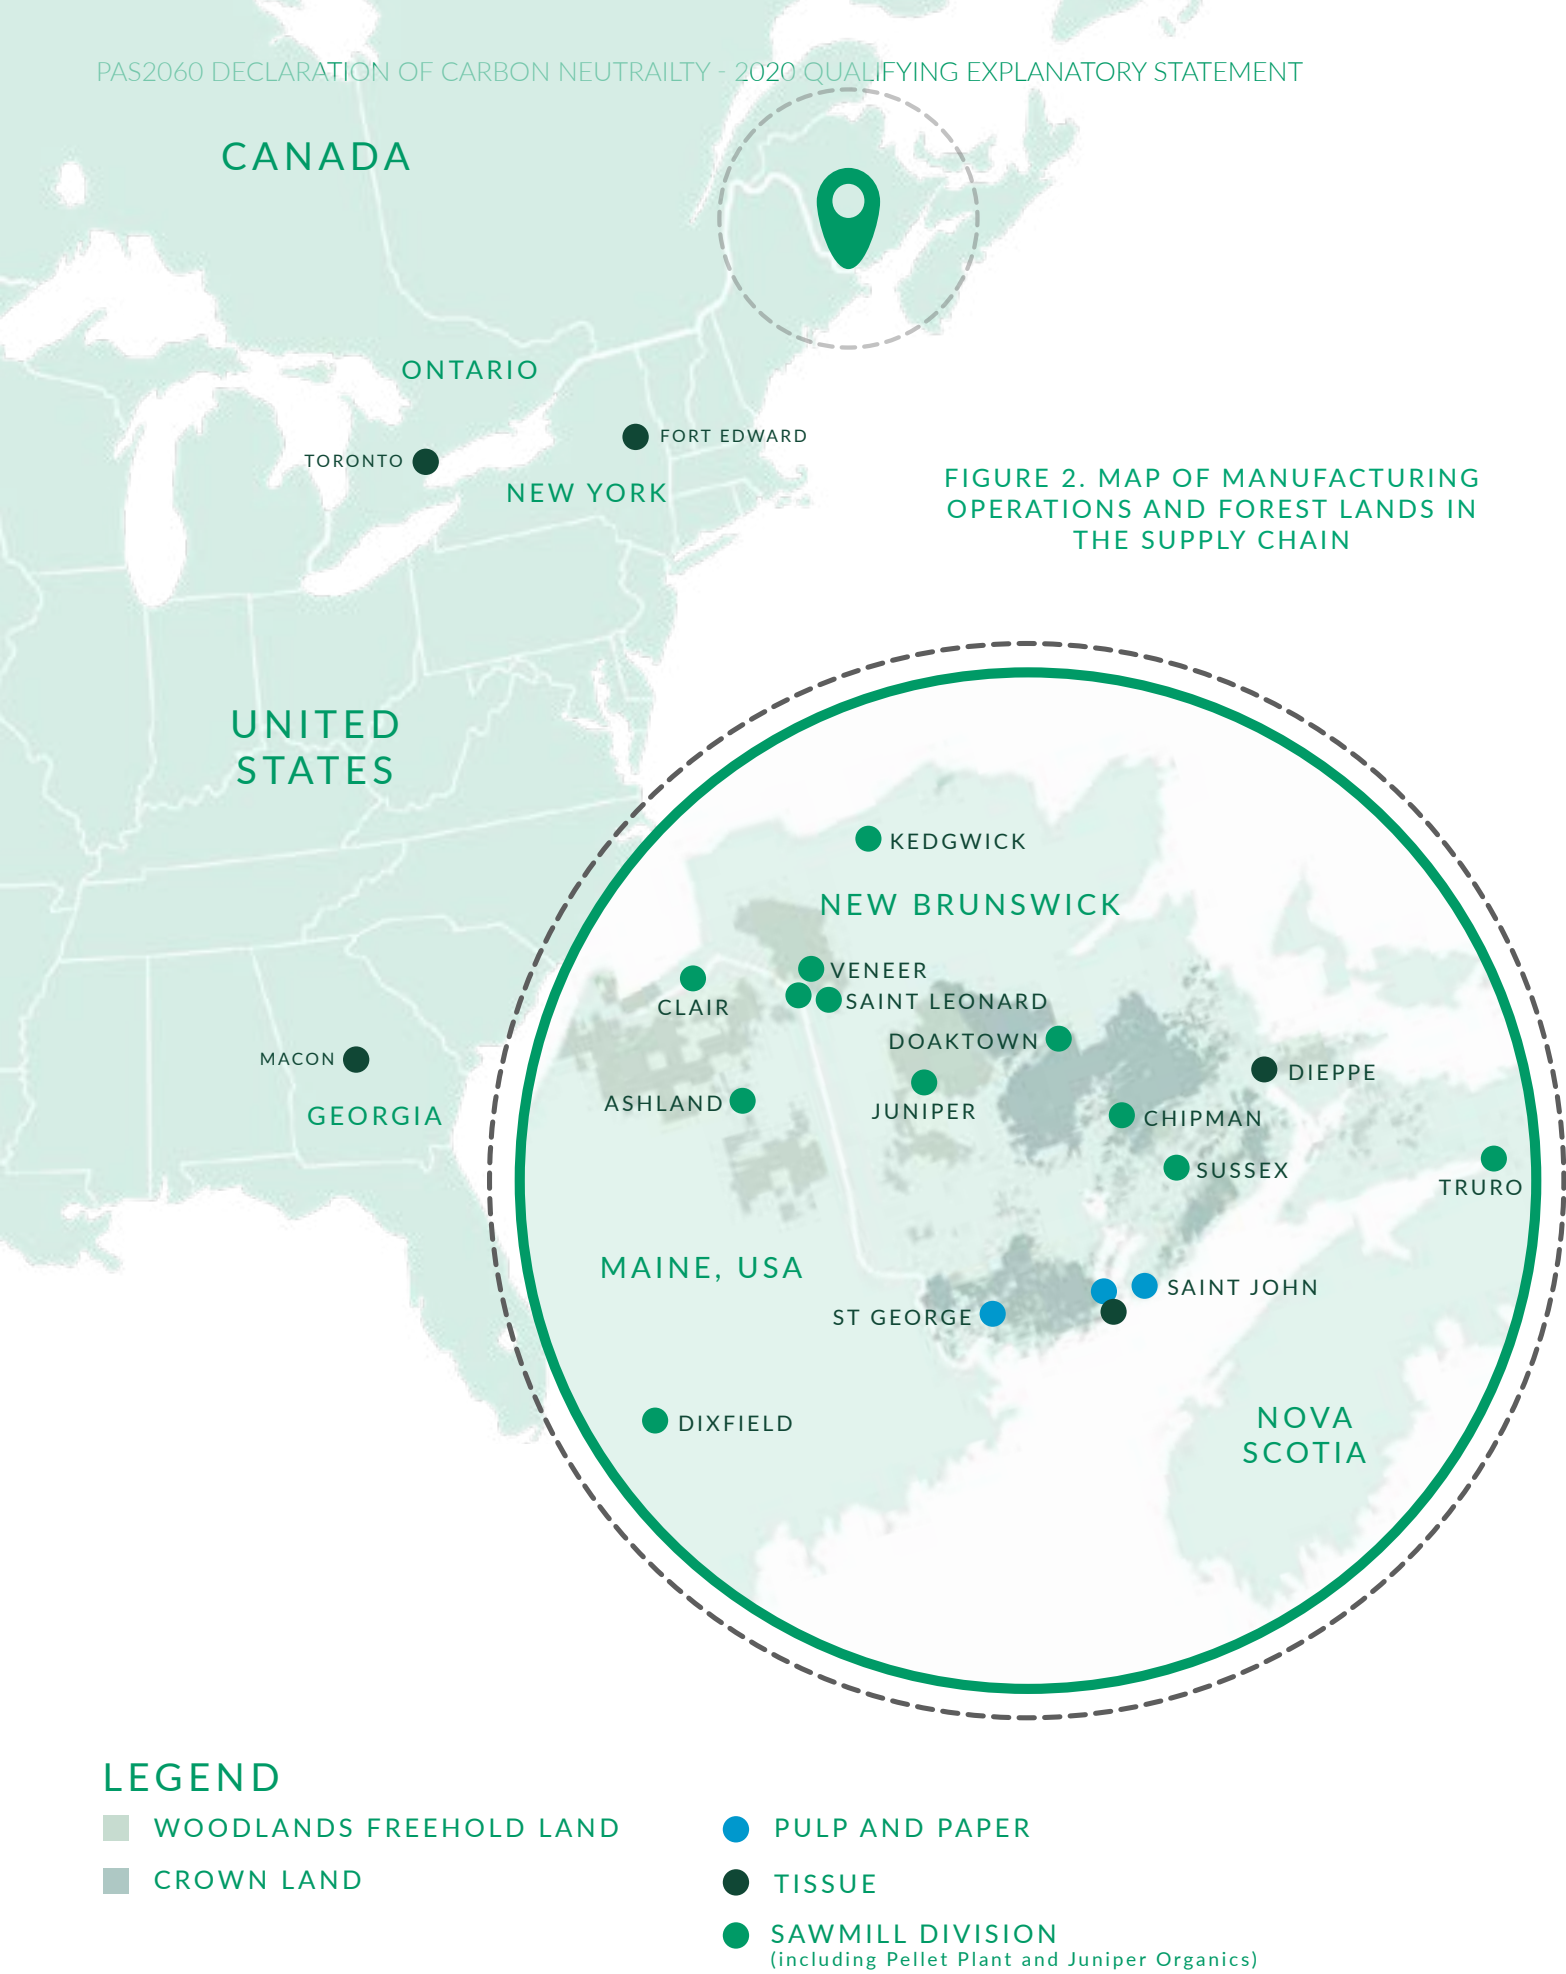 PAS2060 DECLARATION OF CARBON NEUTRAILTY - 2020 QUALIFYING EXPLANATORY STATEMENT
CANADA
ONTARIO
TORONTO
FORT EDWARD
NEW YORK
FIGURE 2. MAP OF MANUFACTURING
OPERATIONS AND FOREST LANDS IN
THE SUPPLY CHAIN
UNITED
STATES
MACON
GEORGIA
KEDGWICK
NEW BRUNSWICK
VENEER
CLAIR
SAINT LEONARD
DOAKTOWN
DIEPPE
ASHLAND
JUNIPER
CHIPMAN
SUSSEX
TRURO
MAINE, USA
SAINT JOHN
ST GEORGE
DIXFIELD
NOVA
SCOTIA
LEGEND
WOODLANDS FREEHOLD LAND
CROWN LAND
PULP AND PAPER
TISSUE
SAWMILL DIVISION
(including Pellet Plant and Juniper Organics)